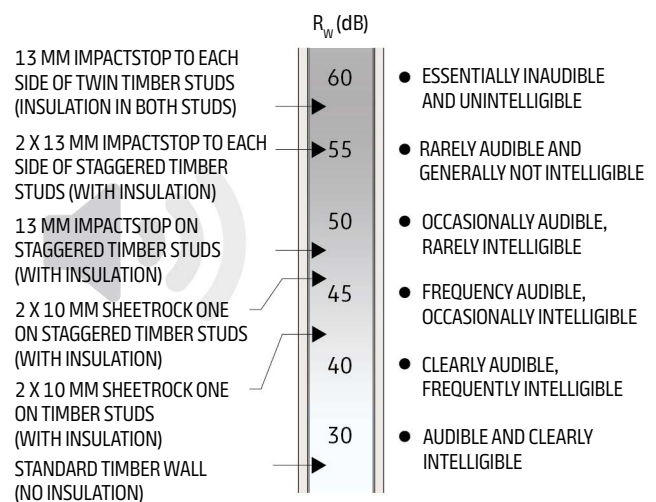 R_w (dB)
13 MM IMPACTSTOP TO EACH
SIDE OF TWIN TIMBER STUDS
(INSULATION IN BOTH STUDS)
2 X 13 MM IMPACTSTOP TO EACH
SIDE OF STAGGERED TIMBER
STUDS (WITH INSULATION)
13 MM IMPACTSTOP ON
STAGGERED TIMBER STUDS
(WITH INSULATION)
2 X 10 MM SHEETROCK ONE
ON STAGGERED TIMBER STUDS
(WITH INSULATION)
2 X 10 MM SHEETROCK ONE
ON TIMBER STUDS
(WITH INSULATION)
STANDARD TIMBER WALL
(NO INSULATION)
60
55
50
45
40
30
● ESSENTIALLY INAUDIBLE
AND UNINTELLIGIBLE
● RARELY AUDIBLE AND
GENERALLY NOT INTELLIGIBLE
● OCCASIONALLY AUDIBLE,
RARELY INTELLIGIBLE
● FREQUENCY AUDIBLE,
OCCASIONALLY INTELLIGIBLE
● CLEARLY AUDIBLE,
FREQUENTLY INTELLIGIBLE
● AUDIBLE AND CLEARLY
INTELLIGIBLE